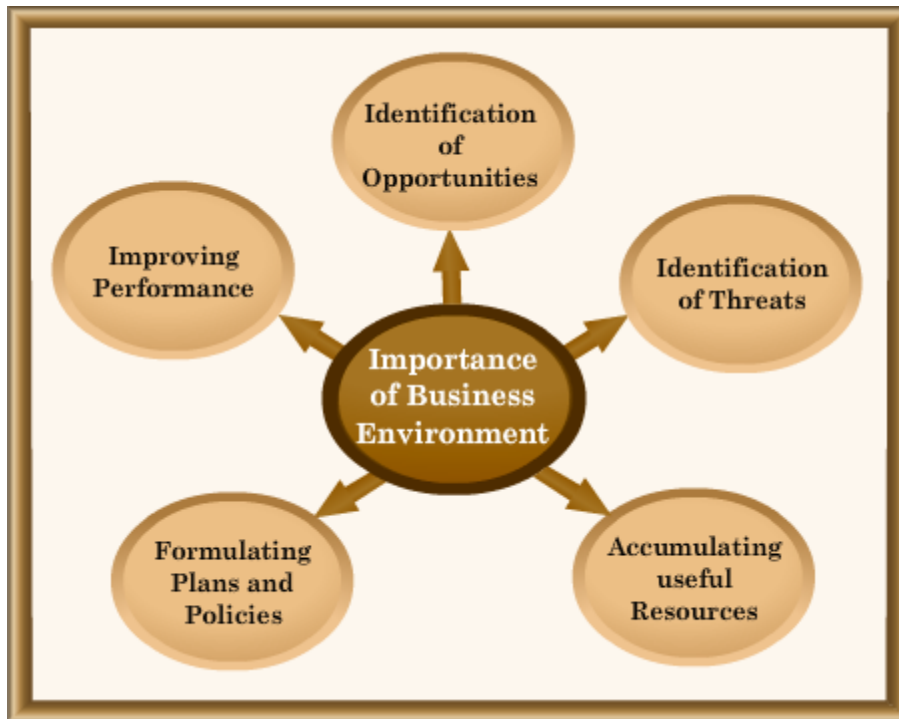 Identification
of
Opportunities
Improving
Performance
Identification
of Threats
Importance
of Business
Environment
Formulating
Plans and
Policies
Accumulating
useful
Resources